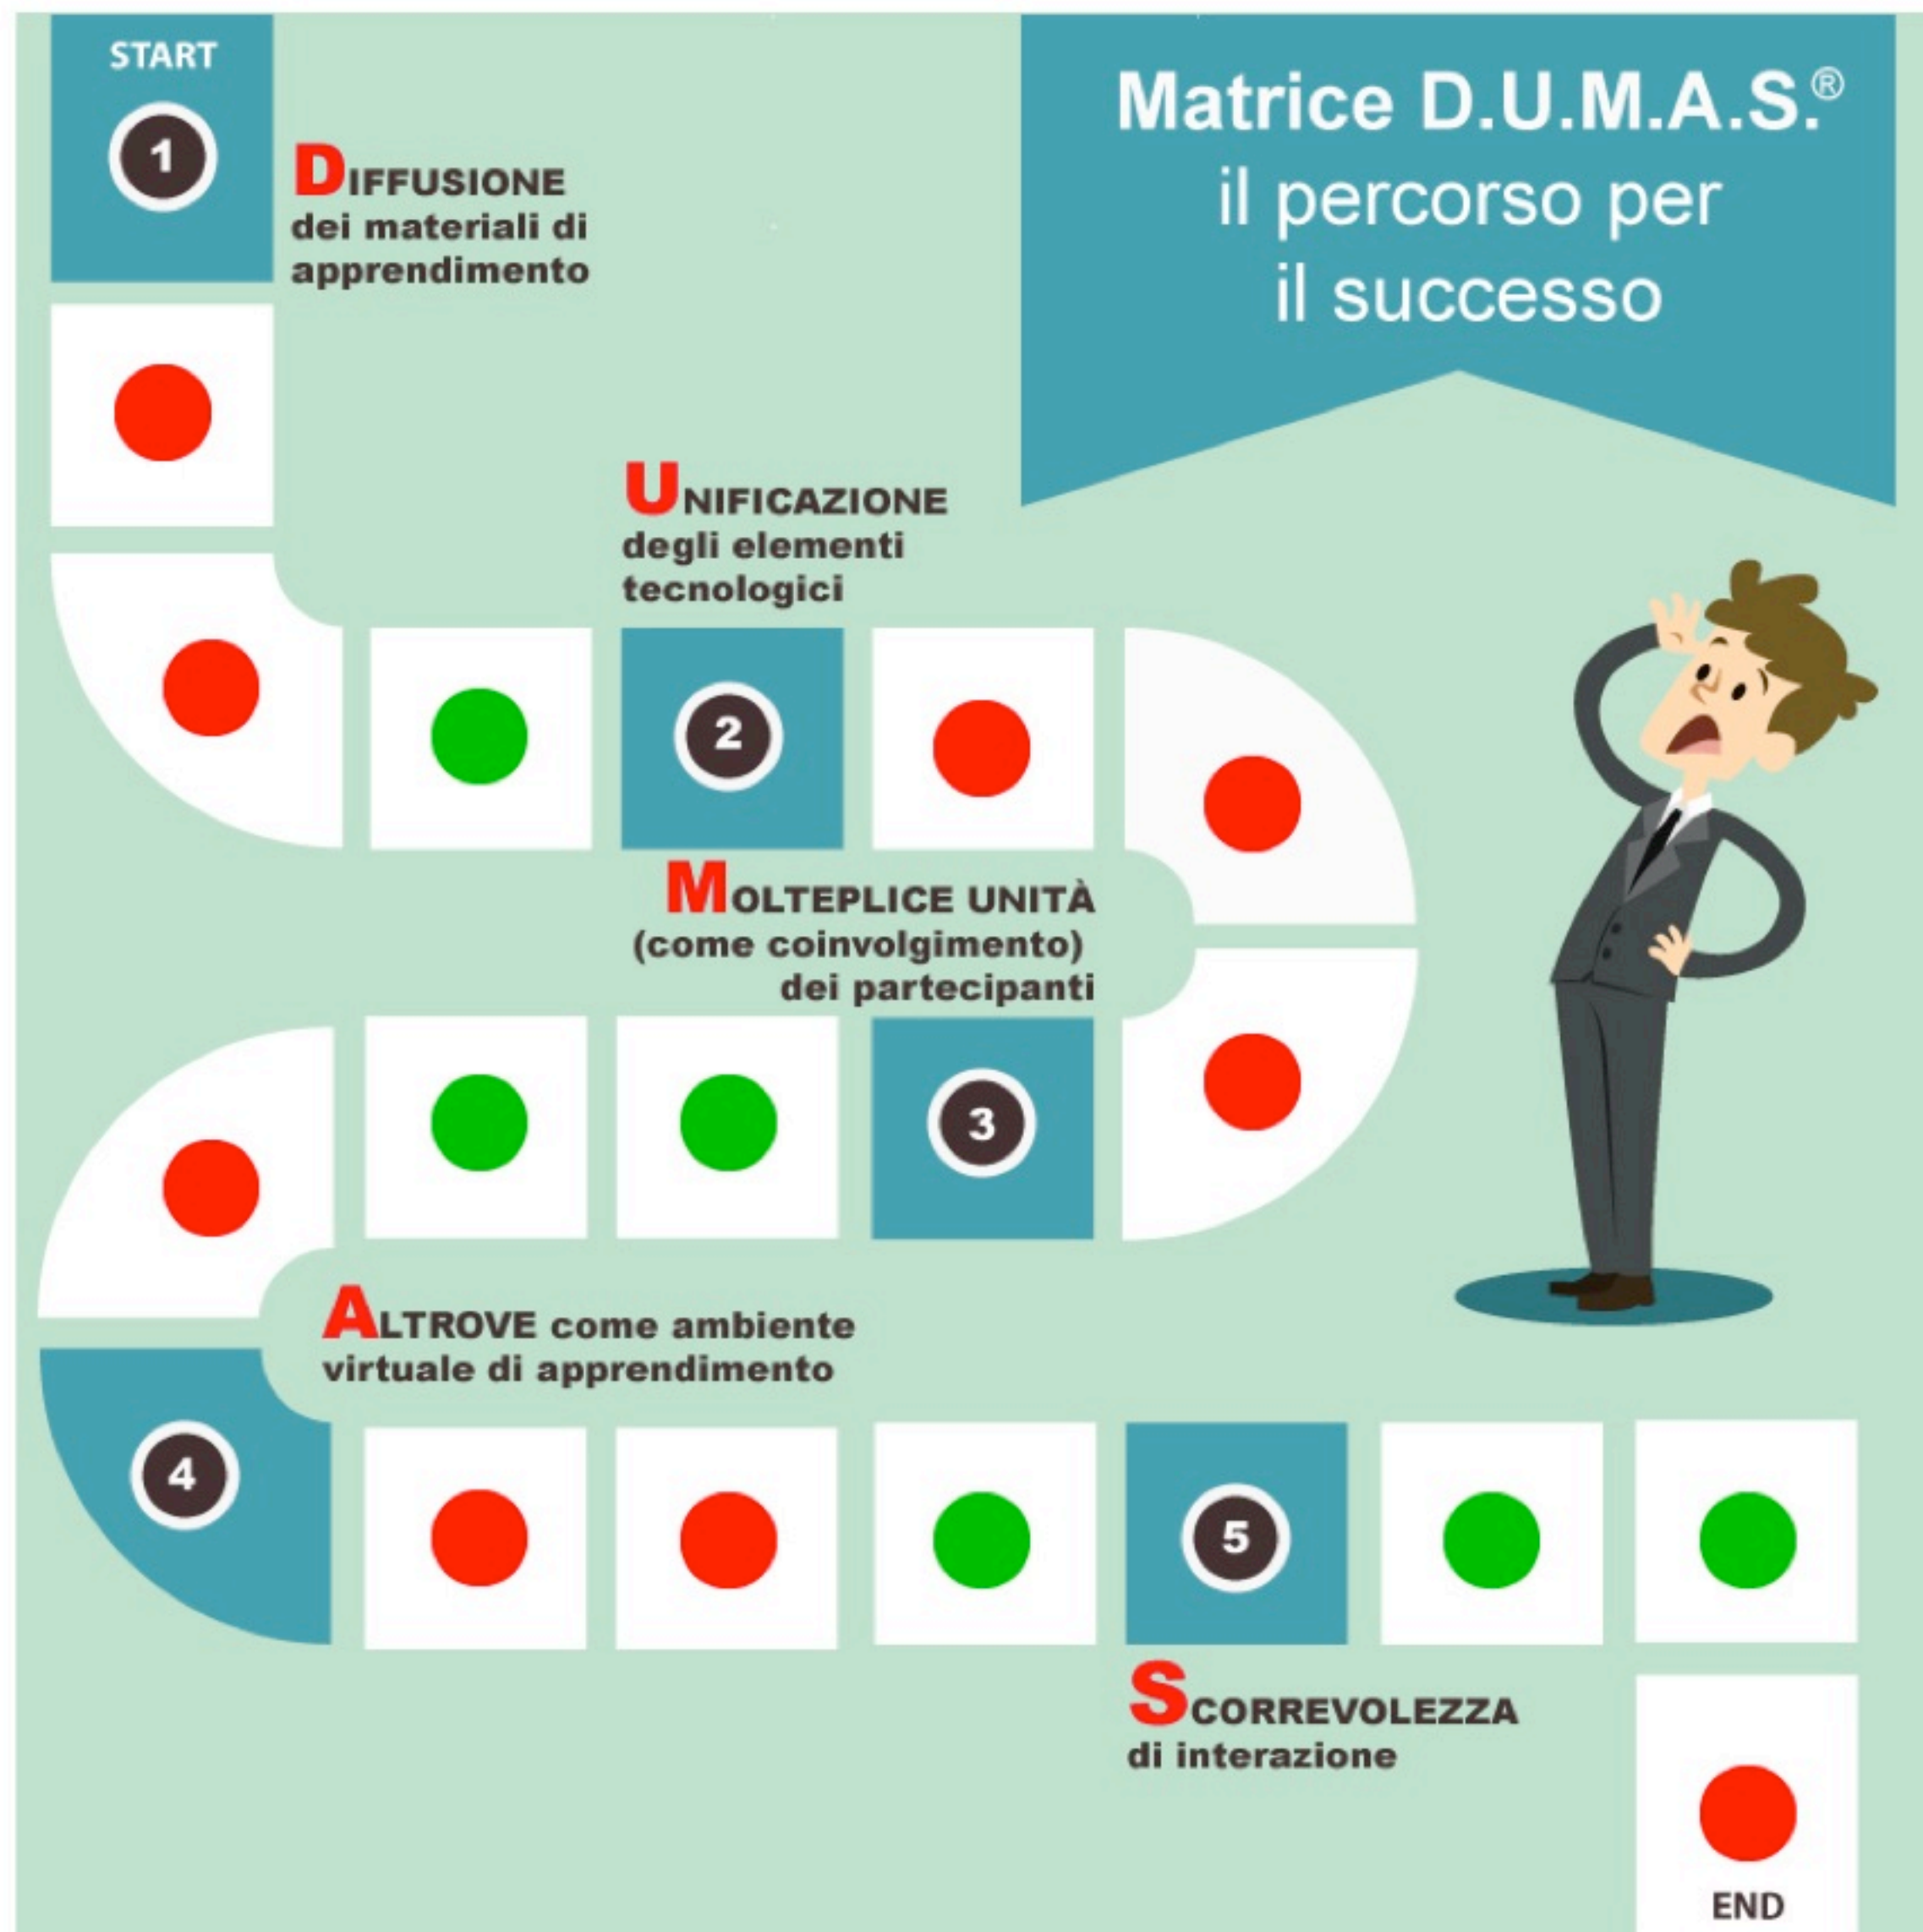 START
1
DIFFUSIONE
dei materiali di
apprendimento
Matrice D.U.M.A.S.®
il percorso per
il successo
UNIFICAZIONE
degli elementi
tecnologici
2
MOLTEPLICE UNITÀ
(come coinvolgimento)
dei partecipanti
3
ALTROVE come ambiente
virtuale di apprendimento
4
5
SCORREVOLEZZA
di interazione
END